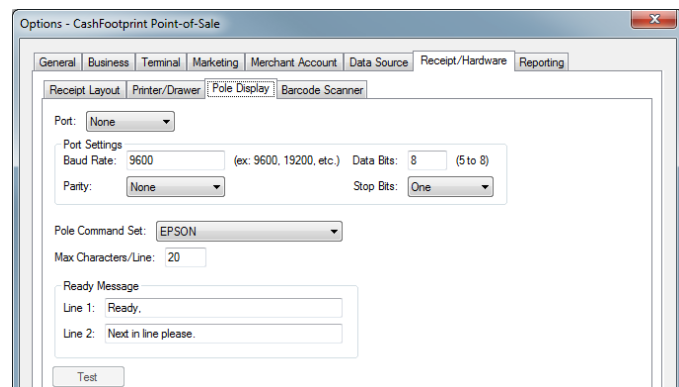 Options - CashFootprint Point-of-Sale
General Business Terminal Marketing Merchant Account Data Source Receipt/Hardware Reporting
Receipt Layout Printer/Drawer Pole Display Barcode Scanner
Port: None
Port Settings
Baud Rate: 9600 (ex: 9600, 19200, etc.) Data Bits: 8 (5 to 8)
Parity: None Stop Bits: One
Pole Command Set: EPSON
Max Characters/Line: 20
Ready Message
Line 1: Ready,
Line 2: Next in line please.
Test